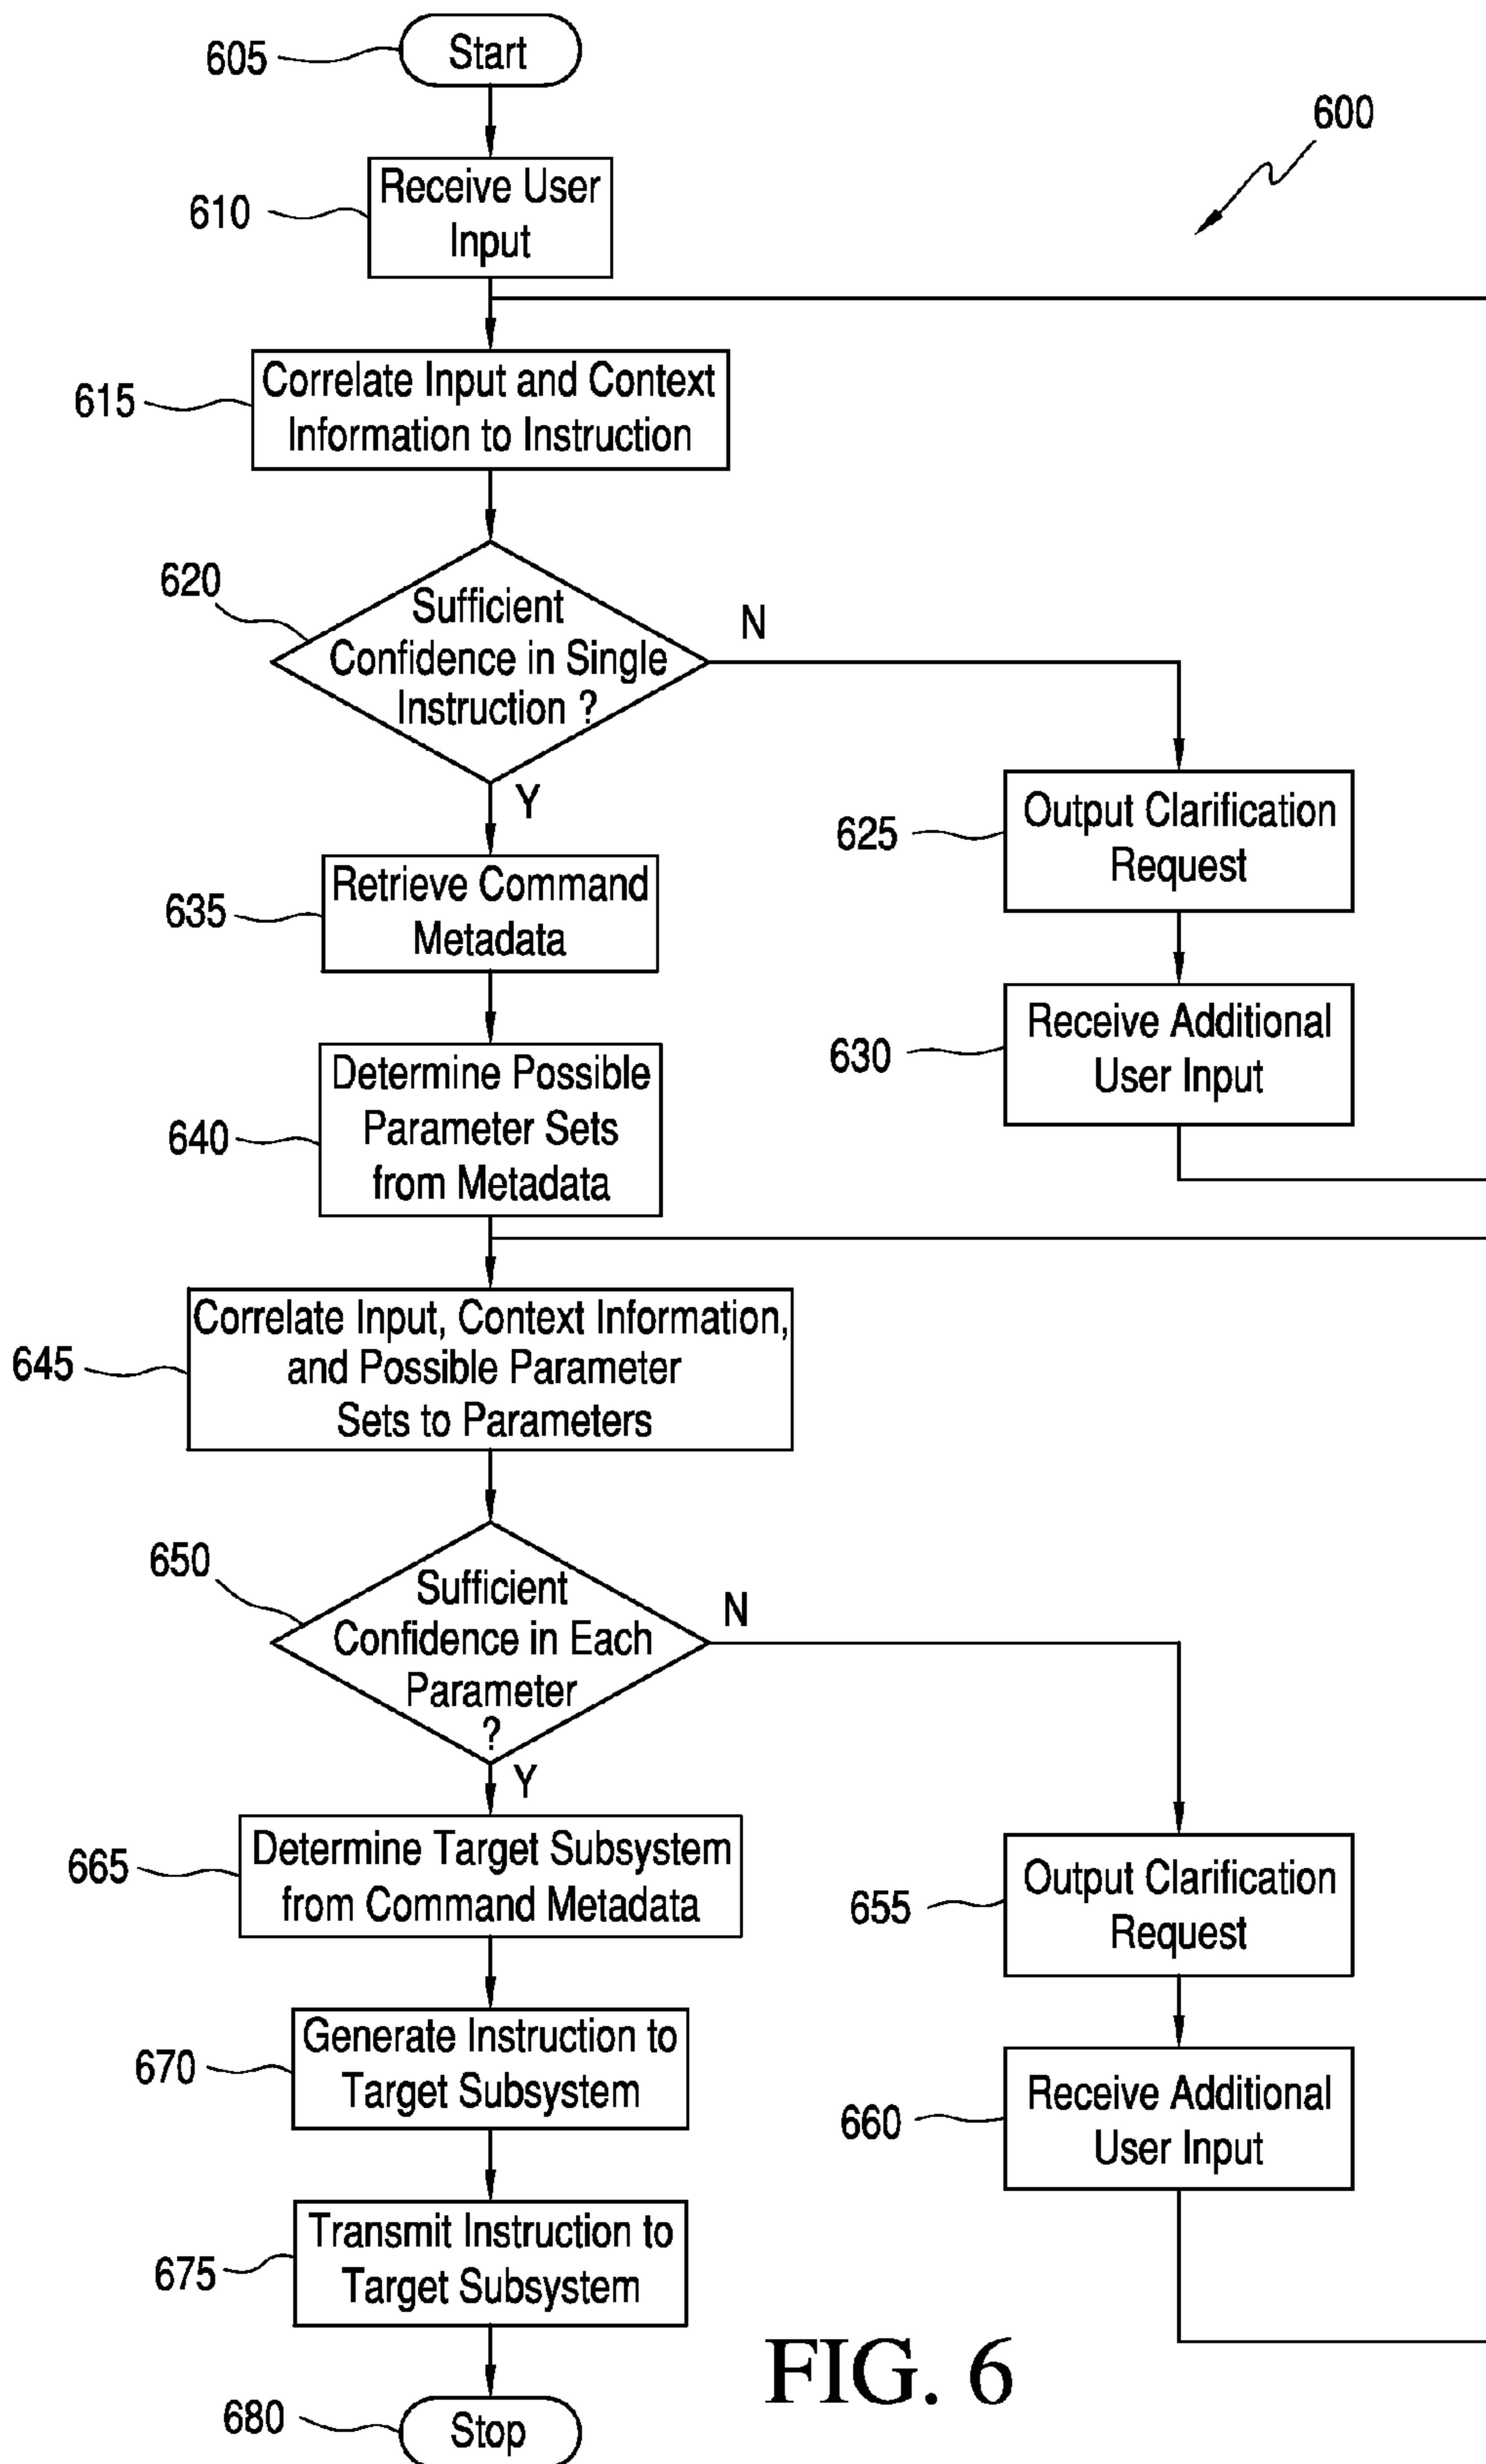 605
Start
600
610
Receive User
Input
615
Correlate Input and Context
Information to Instruction
620
Sufficient
Confidence in Single
Instruction ?
N
Y
625
Output Clarification
Request
635
Retrieve Command
Metadata
630
Receive Additional
User Input
640
Determine Possible
Parameter Sets
from Metadata
645
Correlate Input, Context Information,
and Possible Parameter
Sets to Parameters
650
Sufficient
Confidence in Each
Parameter
?
N
Y
665
Determine Target Subsystem
from Command Metadata
655
Output Clarification
Request
670
Generate Instruction to
Target Subsystem
660
Receive Additional
User Input
675
Transmit Instruction to
Target Subsystem
FIG. 6
680
Stop